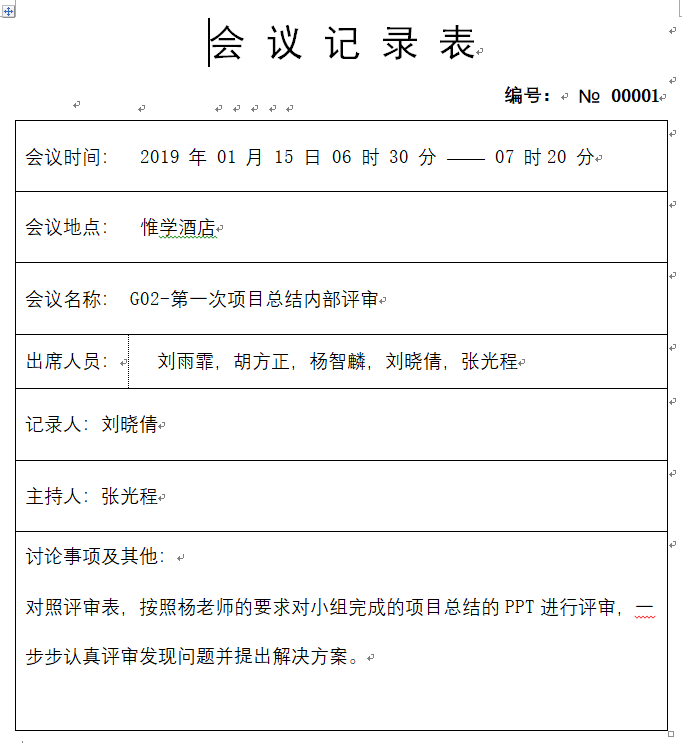 会 议 记 录 表
编号： № 00001
会议时间： 2019 年 01 月 15 日 06 时 30 分 —— 07 时 20 分
会议地点： 惟学酒店
会议名称： G02-第一次项目总结内部评审
出席人员： 刘雨霏，胡方正，杨智麟，刘晓倩，张光程
记录人：刘晓倩
主持人：张光程
讨论事项及其他：
对照评审表，按照杨老师的要求对小组完成的项目总结的 PPT 进行评审，一
步步认真评审发现问题并提出解决方案。